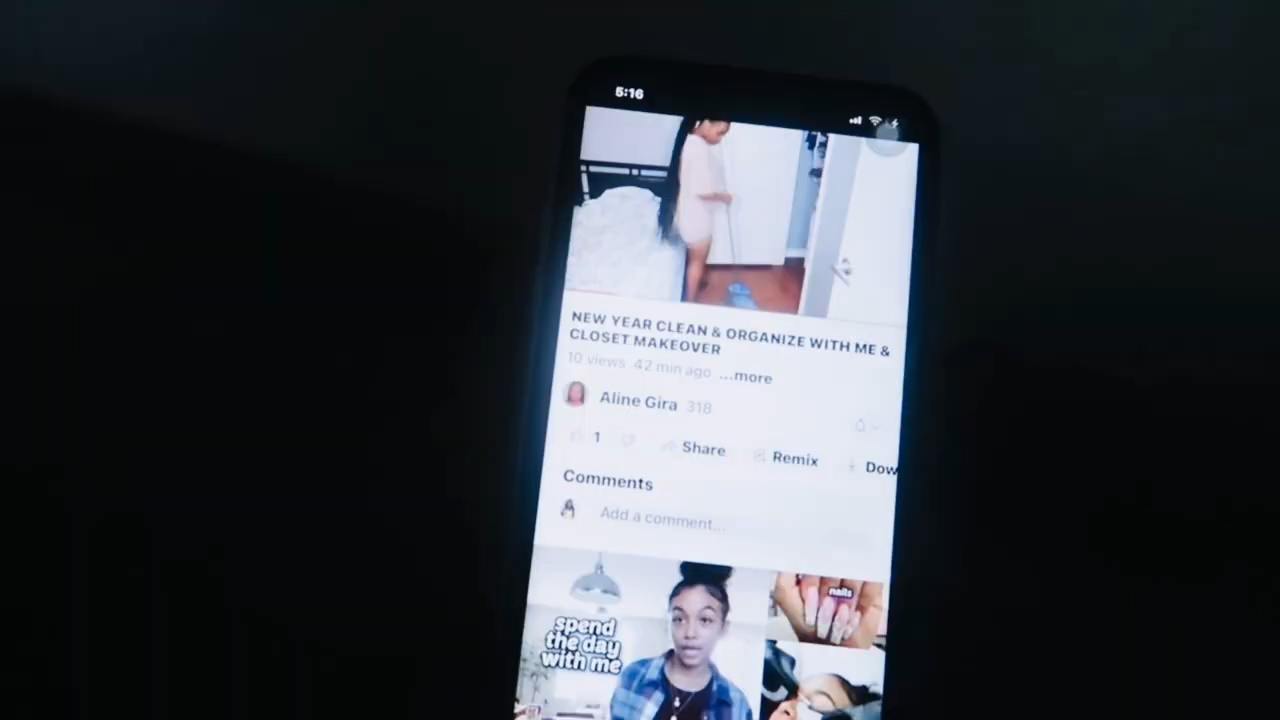 5:16
NEW YEAR CLEAN & ORGANIZE WITH ME &
CLOSET MAKEOVER
10 views 42 min ago ...more
Aline Gira 318
1 Share Remix Dow
Comments
Add a comment...
nails
spend
the day
with me